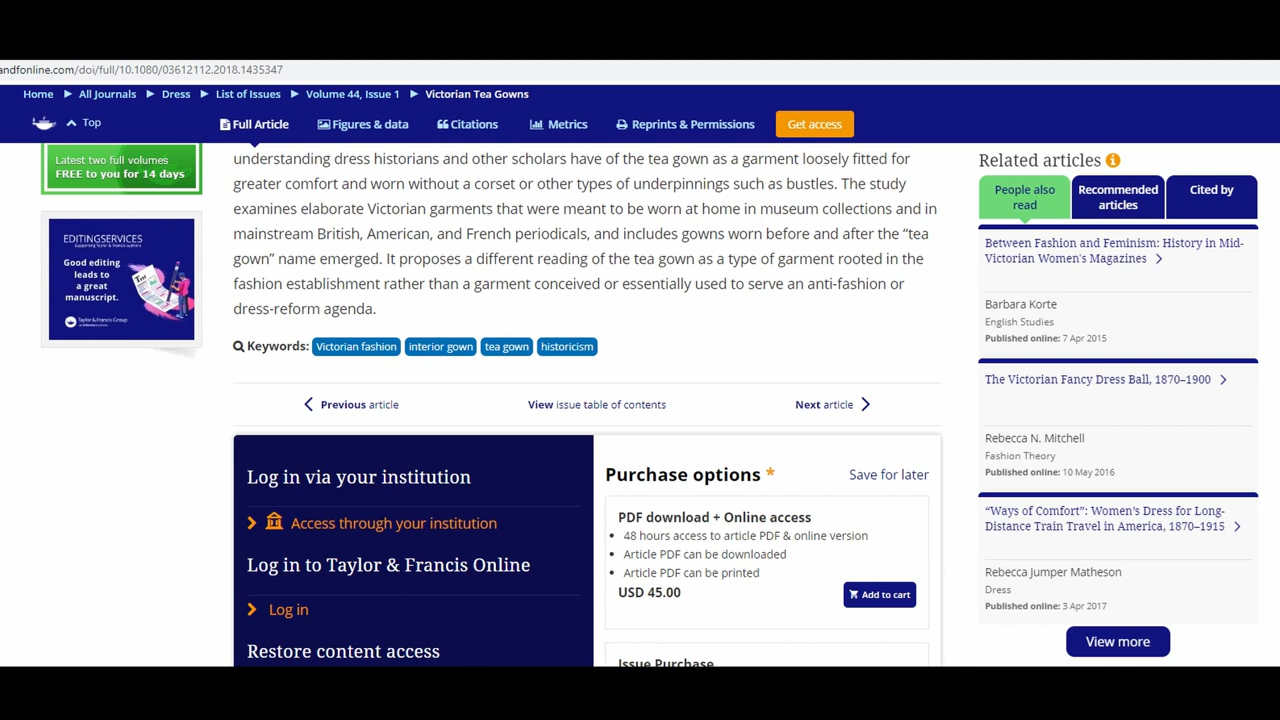 andfonline.com/doi/full/10.1080/03612112.2018.1435347
Home ▶ All Journals ▶ Dress ▶ List of Issues ▶ Volume 44, Issue 1 ▶ Victorian Tea Gowns
Top
Full Article Figures & data Citations Metrics Reprints & Permissions Get access
Latest two full volumes
FREE to you for 14 days
EDITINGSERVICES
Good editing
leads to
a great
manuscript.
Taylor & Francis Group
understanding dress historians and other scholars have of the tea gown as a garment loosely fitted for
greater comfort and worn without a corset or other types of underpinnings such as bustles. The study
examines elaborate Victorian garments that were meant to be worn at home in museum collections and in
mainstream British, American, and French periodicals, and includes gowns worn before and after the “tea
gown” name emerged. It proposes a different reading of the tea gown as a type of garment rooted in the
fashion establishment rather than a garment conceived or essentially used to serve an anti-fashion or
dress-reform agenda.
Keywords: Victorian fashion interior gown tea gown historicism
Previous article
View issue table of contents
Next article
Log in via your institution
Access through your institution
Log in to Taylor & Francis Online
Log in
Restore content access
Purchase options *
Save for later
PDF download + Online access
• 48 hours access to article PDF & online version
• Article PDF can be downloaded
• Article PDF can be printed
USD 45.00
Add to cart
Issue Purchase
Related articles
People also
read
Recommended
articles
Cited by
Between Fashion and Feminism: History in Mid-
Victorian Women's Magazines
Barbara Korte
English Studies
Published online: 7 Apr 2015
The Victorian Fancy Dress Ball, 1870–1900
Rebecca N. Mitchell
Fashion Theory
Published online: 10 May 2016
“Ways of Comfort”: Women’s Dress for Long-
Distance Train Travel in America, 1870–1915
Rebecca Jumper Matheson
Dress
Published online: 3 Apr 2017
View more